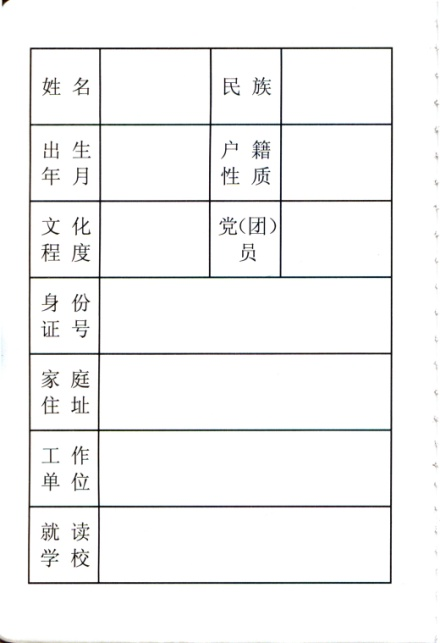 姓名 民族
出生年月 户籍性质
文化程度 党(团)员
身份证号
家庭住址
工作单位
就读学校